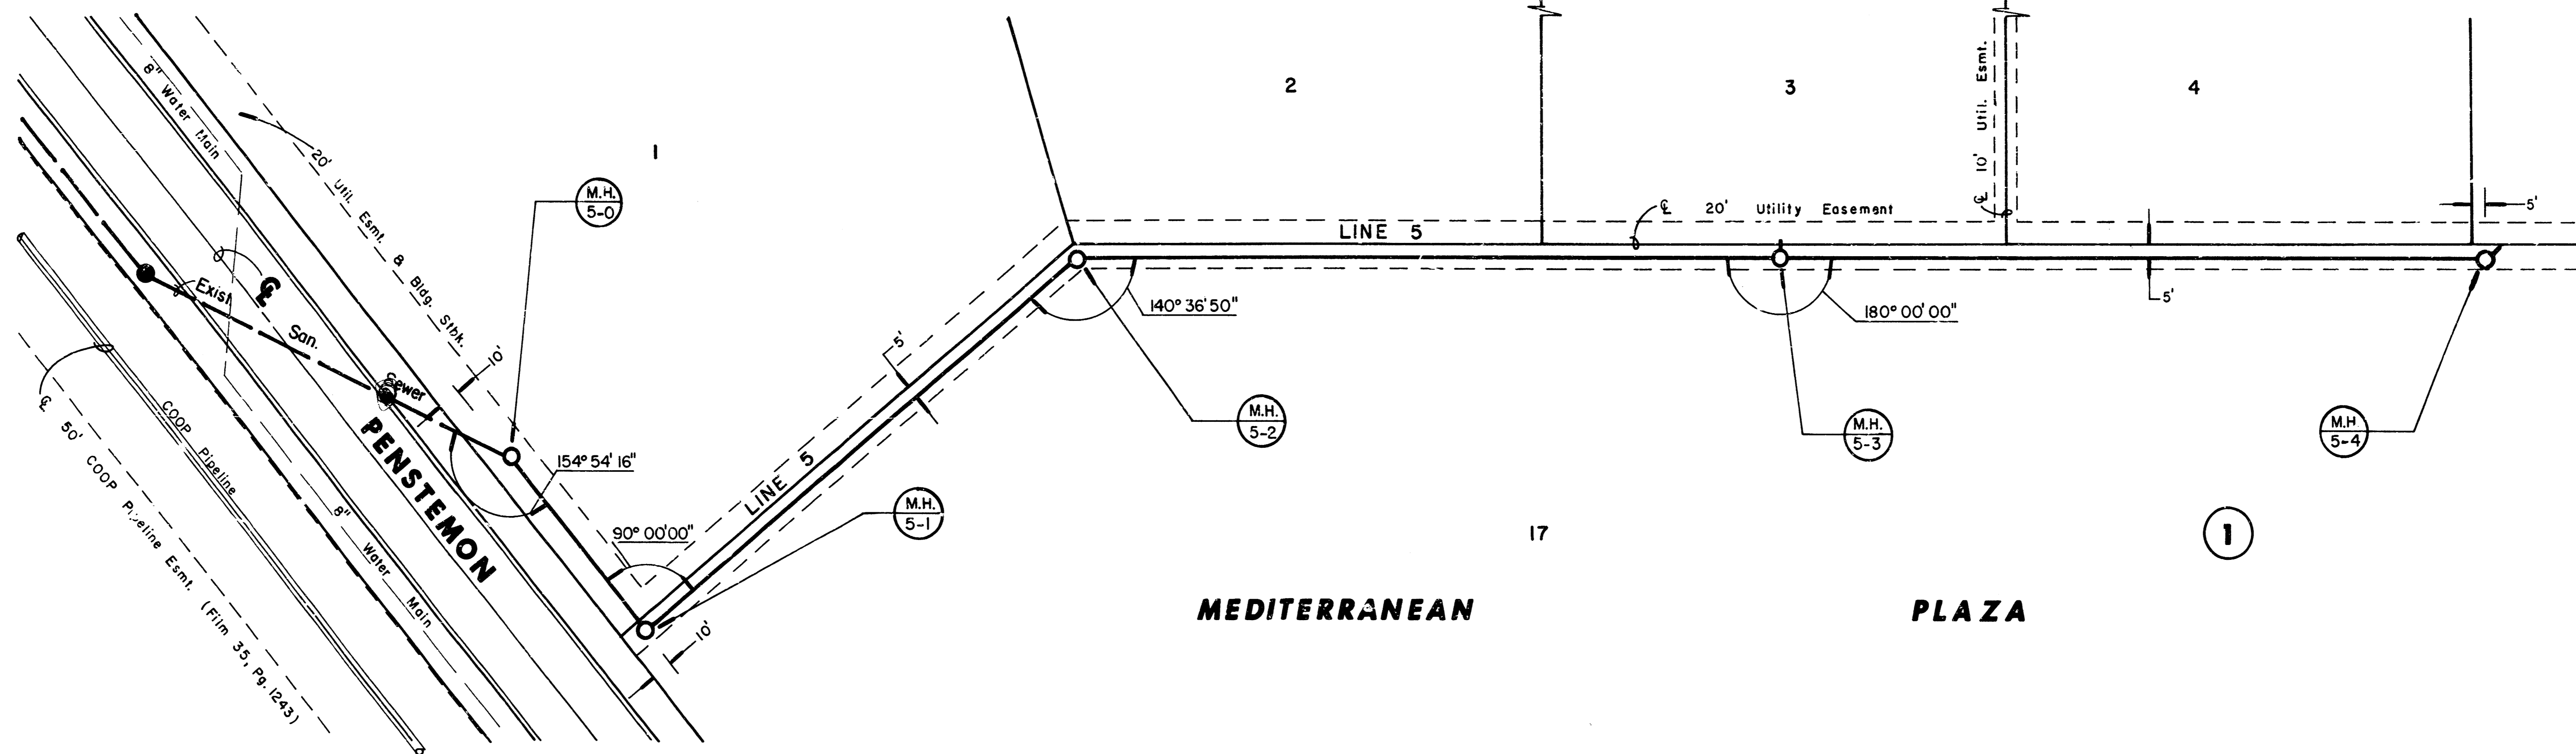 8" Water Main
20' Util. Esmt. & Bldg. Stbk.
1
M.H.
5-0
Exist. San. Sewer
10'
154° 54' 16"
PENSTEMON
COOP Pipeline
50' COOP Pipeline Esmt. (Film 35, Pg. 1243)
8" Water Main
90° 00' 00"
10'
LINE 5
5'
M.H.
5-1
2
LINE 5
140° 36' 50"
M.H.
5-2
3
℄ 20' Utility Easement
℄ 10' Util. Esmt.
180° 00' 00"
M.H.
5-3
4
5'
5'
M.H
5-4
17
1
MEDITERRANEAN PLAZA